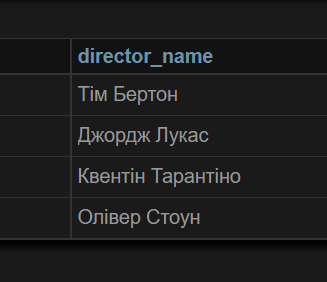 director_name
Тім Бертон
Джордж Лукас
Квентін Тарантіно
Олівер Стоун